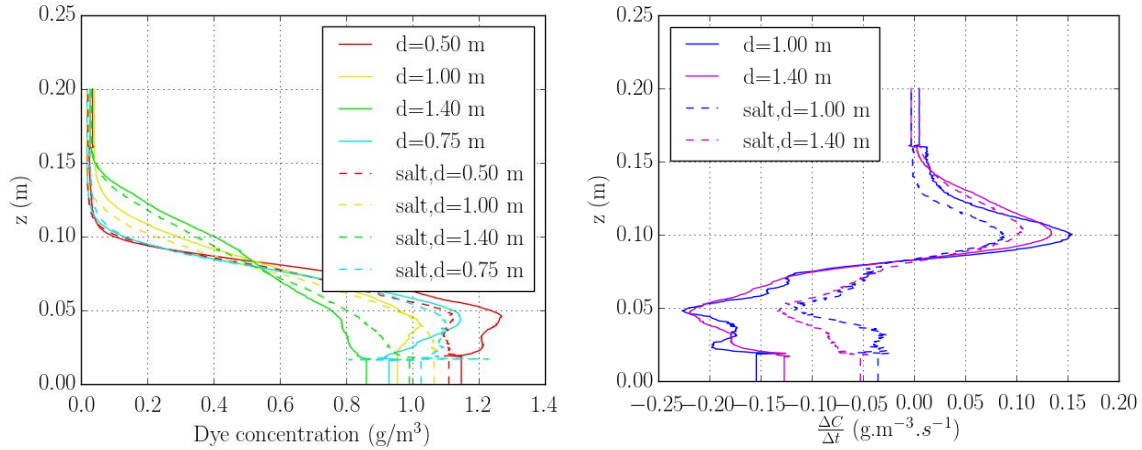 0.25
0.20
0.15
0.10
0.05
0.00
z (m)
0.0 0.2 0.4 0.6 0.8 1.0 1.2 1.4
Dye concentration (g/m³)
d=0.50 m
d=1.00 m
d=1.40 m
d=0.75 m
salt,d=0.50 m
salt,d=1.00 m
salt,d=1.40 m
salt,d=0.75 m
0.25
0.20
0.15
0.10
0.05
0.00
z (m)
−0.25 −0.20 −0.15 −0.10 −0.05 0.00 0.05 0.10 0.15 0.20
ΔC/Δt (g.m⁻³.s⁻¹)
d=1.00 m
d=1.40 m
salt,d=1.00 m
salt,d=1.40 m